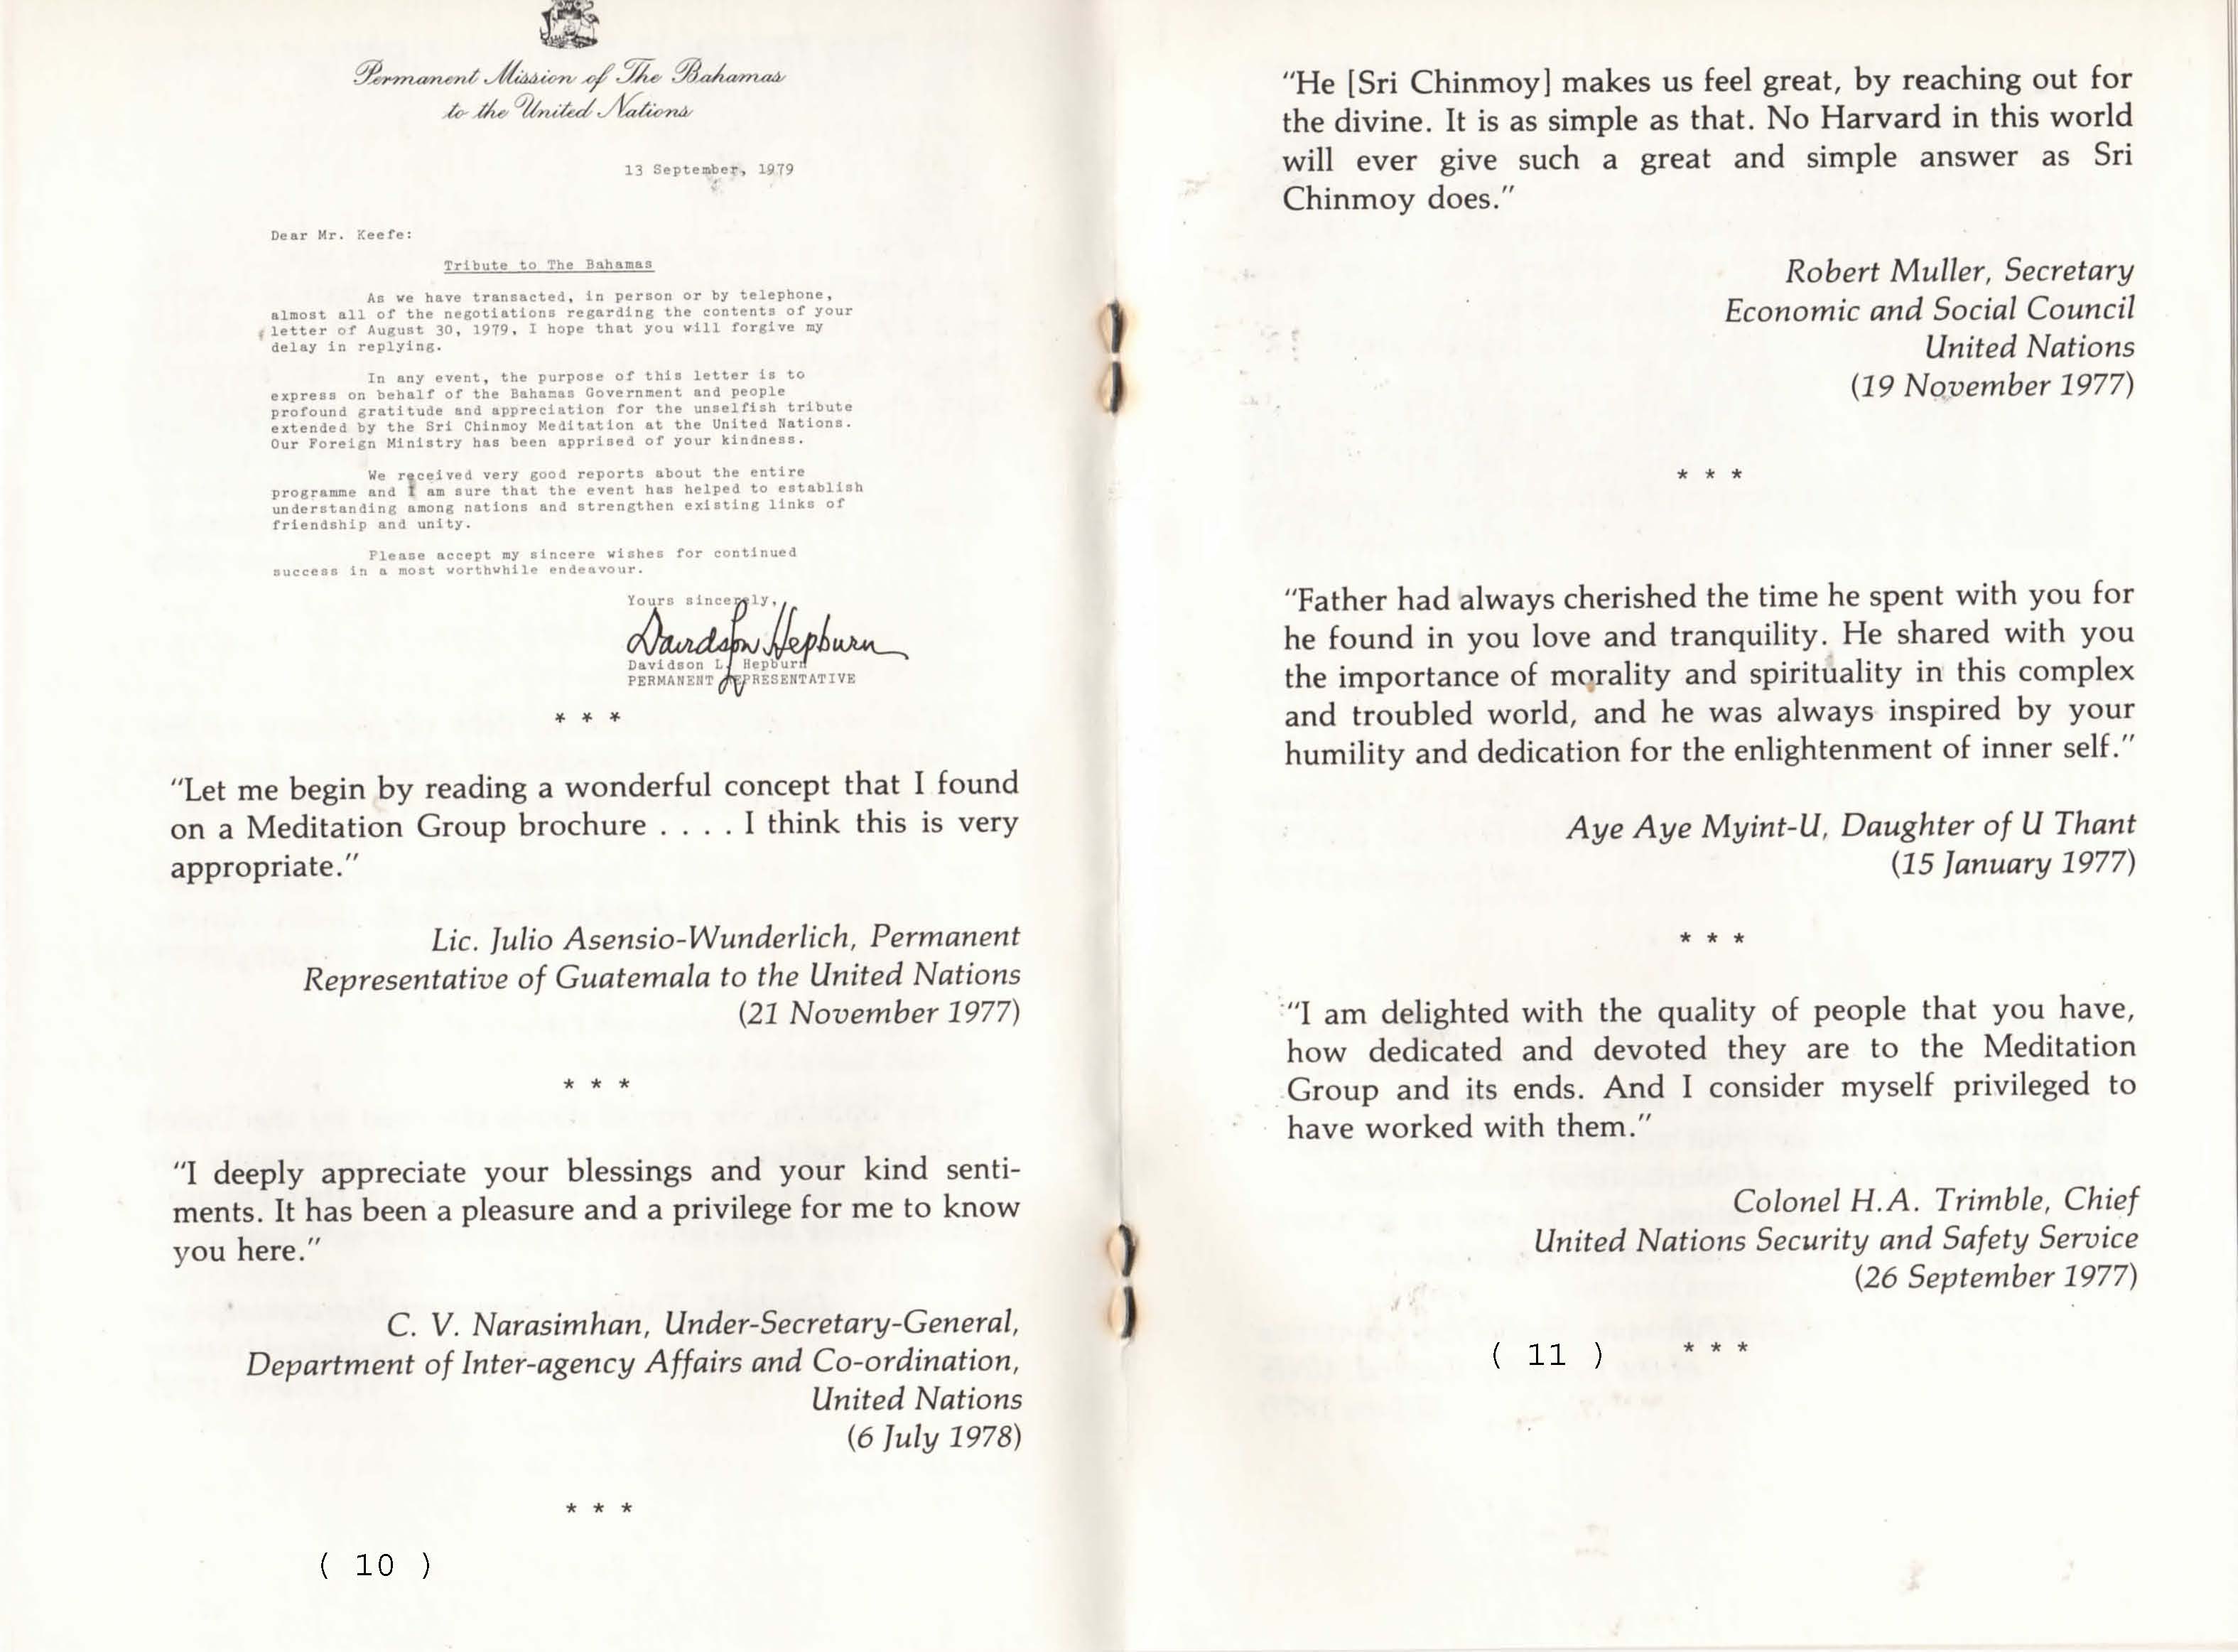 Permanent Mission of The Bahamas
to the United Nations
13 September, 1979
Dear Mr. Keefe:
Tribute to The Bahamas
As we have transacted, in person or by telephone,
almost all of the negotiations regarding the contents of your
letter of August 30, 1979, I hope that you will forgive my
delay in replying.
In any event, the purpose of this letter is to
express on behalf of the Bahamas Government and people
profound gratitude and appreciation for the unselfish tribute
extended by the Sri Chinmoy Meditation at the United Nations.
Our Foreign Ministry has been apprised of your kindness.
We received very good reports about the entire
programme and I am sure that the event has helped to establish
understanding among nations and strengthen existing links of
friendship and unity.
Please accept my sincere wishes for continued
success in a most worthwhile endeavour.
Yours sincerely,
Davidson Hepburn
Davidson L. Hepburn
PERMANENT REPRESENTATIVE
* * *
"Let me begin by reading a wonderful concept that I found
on a Meditation Group brochure . . . . I think this is very
appropriate."
Lic. Julio Asensio-Wunderlich, Permanent
Representative of Guatemala to the United Nations
(21 November 1977)
* * *
"I deeply appreciate your blessings and your kind senti-
ments. It has been a pleasure and a privilege for me to know
you here."
C. V. Narasimhan, Under-Secretary-General,
Department of Inter-agency Affairs and Co-ordination,
United Nations
(6 July 1978)
* * *
( 10 )
"He [Sri Chinmoy] makes us feel great, by reaching out for
the divine. It is as simple as that. No Harvard in this world
will ever give such a great and simple answer as Sri
Chinmoy does."
Robert Muller, Secretary
Economic and Social Council
United Nations
(19 November 1977)
* * *
"Father had always cherished the time he spent with you for
he found in you love and tranquility. He shared with you
the importance of morality and spirituality in this complex
and troubled world, and he was always inspired by your
humility and dedication for the enlightenment of inner self."
Aye Aye Myint-U, Daughter of U Thant
(15 January 1977)
* * *
"I am delighted with the quality of people that you have,
how dedicated and devoted they are to the Meditation
Group and its ends. And I consider myself privileged to
have worked with them."
Colonel H.A. Trimble, Chief
United Nations Security and Safety Service
(26 September 1977)
( 11 ) * * *